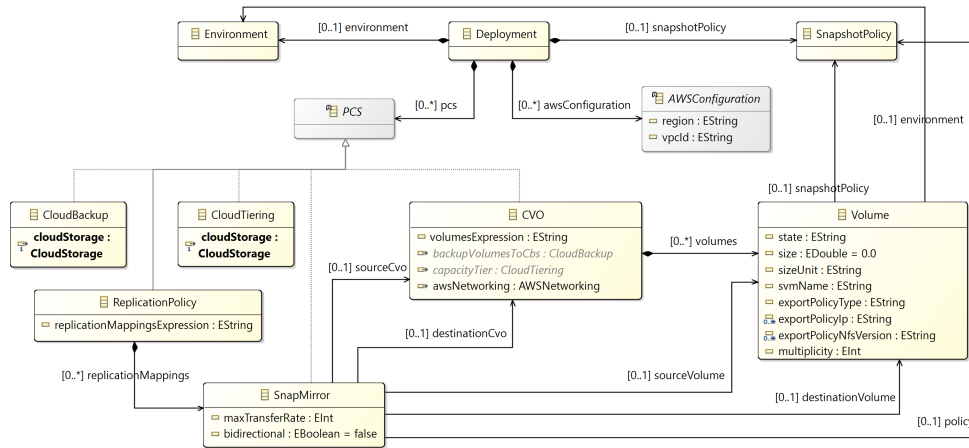 Environment
[0..1] environment
Deployment
[0..1] snapshotPolicy
SnapshotPolicy
PCS
[0..*] pcs
[0..*] awsConfiguration
AWSConfiguration
region : EString
vpcId : EString
[0..1] environment
[0..1] snapshotPolicy
CloudBackup
cloudStorage :
CloudStorage
CloudTiering
cloudStorage :
CloudStorage
CVO
volumesExpression : EString
backupVolumesToCbs : CloudBackup
capacityTier : CloudTiering
awsNetworking : AWSNetworking
[0..*] volumes
Volume
state : EString
size : EDouble = 0.0
sizeUnit : EString
svmName : EString
exportPolicyType : EString
exportPolicyIp : EString
exportPolicyNfsVersion : EString
multiplicity : EInt
[0..1] sourceCvo
ReplicationPolicy
replicationMappingsExpression : EString
[0..1] destinationCvo
[0..*] replicationMappings
[0..1] sourceVolume
SnapMirror
maxTransferRate : EInt
bidirectional : EBoolean = false
[0..1] destinationVolume
[0..1] policy